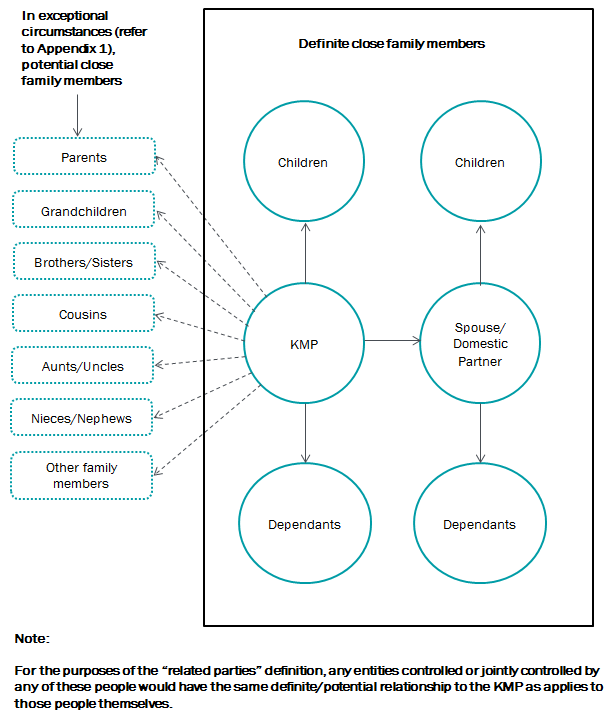 In exceptional
circumstances (refer
to Appendix 1),
potential close
family members
Definite close family members
Parents
Grandchildren
Brothers/Sisters
Cousins
Aunts/Uncles
Nieces/Nephews
Other family
members
Children
Children
KMP
Spouse/
Domestic
Partner
Dependants
Dependants
Note:
For the purposes of the “related parties” definition, any entities controlled or jointly controlled by
any of these people would have the same definite/potential relationship to the KMP as applies to
those people themselves.